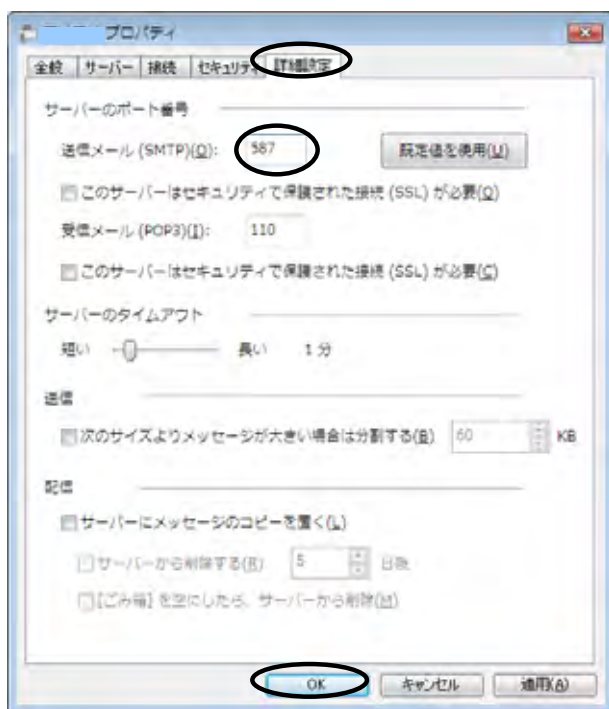 プロパティ
全般 サーバー 接続 セキュリティ 詳細設定
サーバーのポート番号
送信メール (SMTP)(O): 587 既定値を使用(U)
このサーバーはセキュリティで保護された接続 (SSL) が必要(Q)
受信メール (POP3)(I): 110
このサーバーはセキュリティで保護された接続 (SSL) が必要(C)
サーバーのタイムアウト
短い 長い 1 分
送信
次のサイズよりメッセージが大きい場合は分割する(B) 60 KB
配信
サーバーにメッセージのコピーを置く(L)
サーバーから削除する(R) 5 日後
[ごみ箱] を空にしたら、サーバーから削除(M)
OK キャンセル 適用(A)